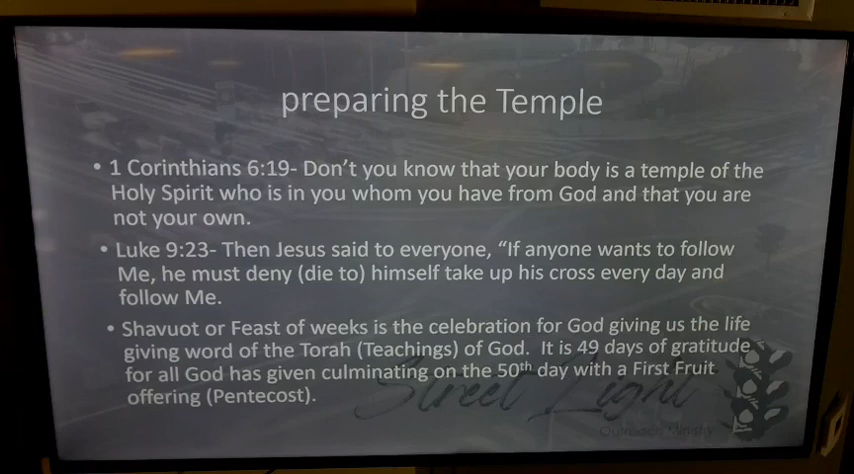 preparing the Temple
• 1 Corinthians 6:19- Don't you know that your body is a temple of the
Holy Spirit who is in you whom you have from God and that you are
not your own.
• Luke 9:23- Then Jesus said to everyone, “If anyone wants to follow
Me, he must deny (die to) himself take up his cross every day and
follow Me.
• Shavuot or Feast of weeks is the celebration for God giving us the life
giving word of the Torah (Teachings) of God. It is 49 days of gratitude
for all God has given culminating on the 50th day with a First Fruit
offering (Pentecost).
Street Light
Outreach Ministry